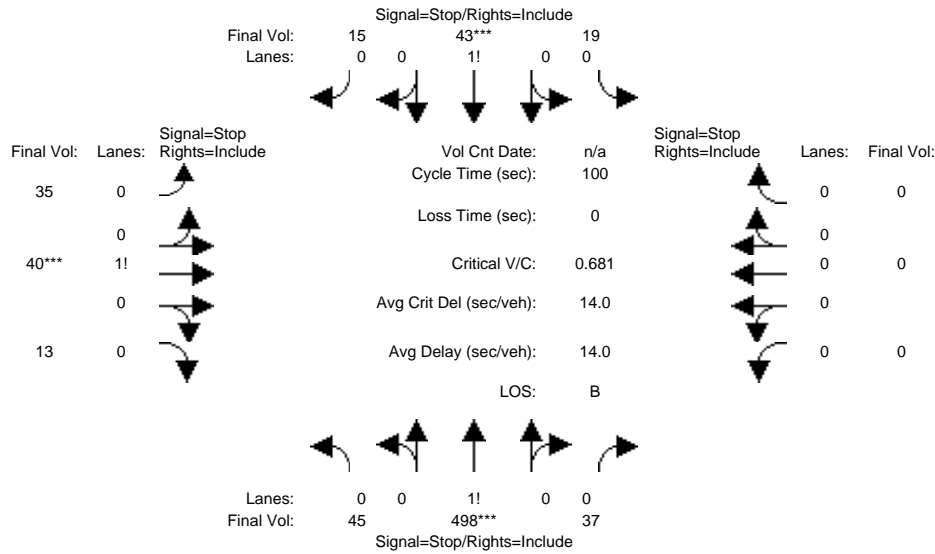 Signal=Stop/Rights=Include
Final Vol: 15 43*** 19
Lanes: 0 0 1! 0 0
Signal=Stop Signal=Stop
Final Vol: Lanes: Rights=Include Vol Cnt Date: n/a Rights=Include Lanes: Final Vol:
Cycle Time (sec): 100
35 0 0 0
Loss Time (sec): 0
0 0
40*** 1! Critical V/C: 0.681 0 0
0 Avg Crit Del (sec/veh): 14.0 0
13 0 Avg Delay (sec/veh): 14.0 0 0
LOS: B
Lanes: 0 0 1! 0 0
Final Vol: 45 498*** 37
Signal=Stop/Rights=Include